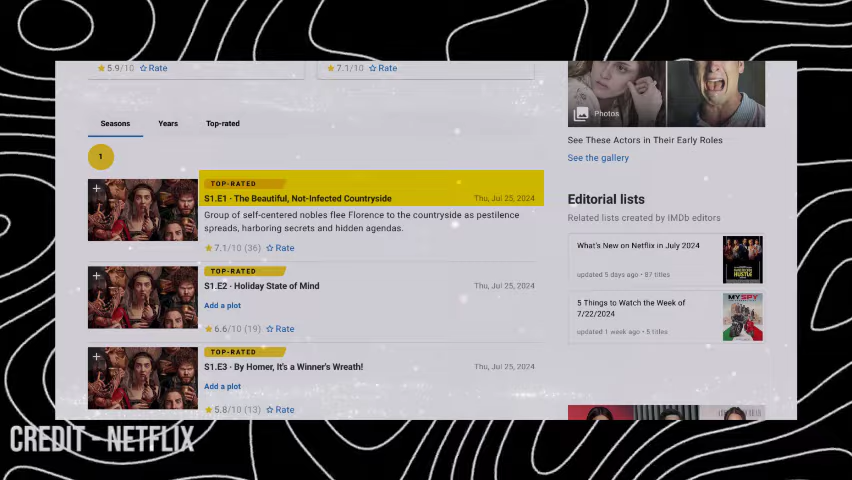 5.9/10 Rate
7.1/10 Rate
Seasons Years Top-rated
1
TOP-RATED
S1.E1 · The Beautiful, Not-Infected Countryside Thu, Jul 25, 2024
Group of self-centered nobles flee Florence to the countryside as pestilence
spreads, harboring secrets and hidden agendas.
7.1/10 (36) Rate
TOP-RATED
S1.E2 · Holiday State of Mind Thu, Jul 25, 2024
Add a plot
6.6/10 (19) Rate
TOP-RATED
S1.E3 · By Homer, It's a Winner's Wreath! Thu, Jul 25, 2024
Add a plot
5.8/10 (13) Rate
Photos
See These Actors in Their Early Roles
See the gallery
Editorial lists
Related lists created by IMDb editors
What's New on Netflix in July 2024
updated 5 days ago • 87 titles
HUSTLE
5 Things to Watch the Week of
7/22/2024
updated 1 week ago • 5 titles
MY SPY
CREDIT - NETFLIX